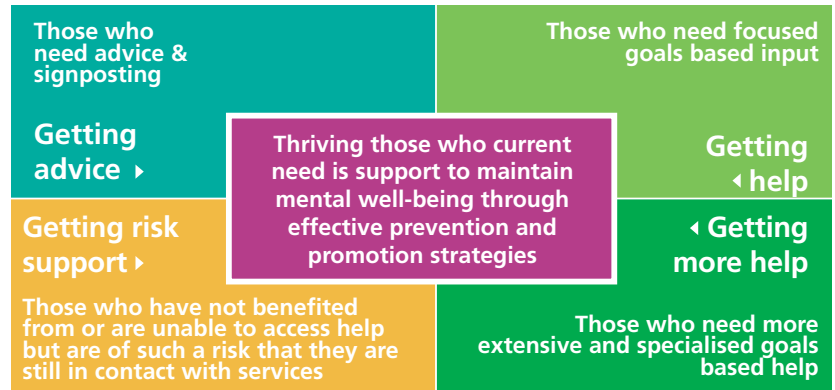 Those who
need advice &
signposting
Getting
advice ▸
Those who need focused
goals based input
Getting
◂ help
Thriving those who current
need is support to maintain
mental well-being through
effective prevention and
promotion strategies
Getting risk
support ▸
Those who have not benefited
from or are unable to access help
but are of such a risk that they are
still in contact with services
◂ Getting
more help
Those who need more
extensive and specialised goals
based help